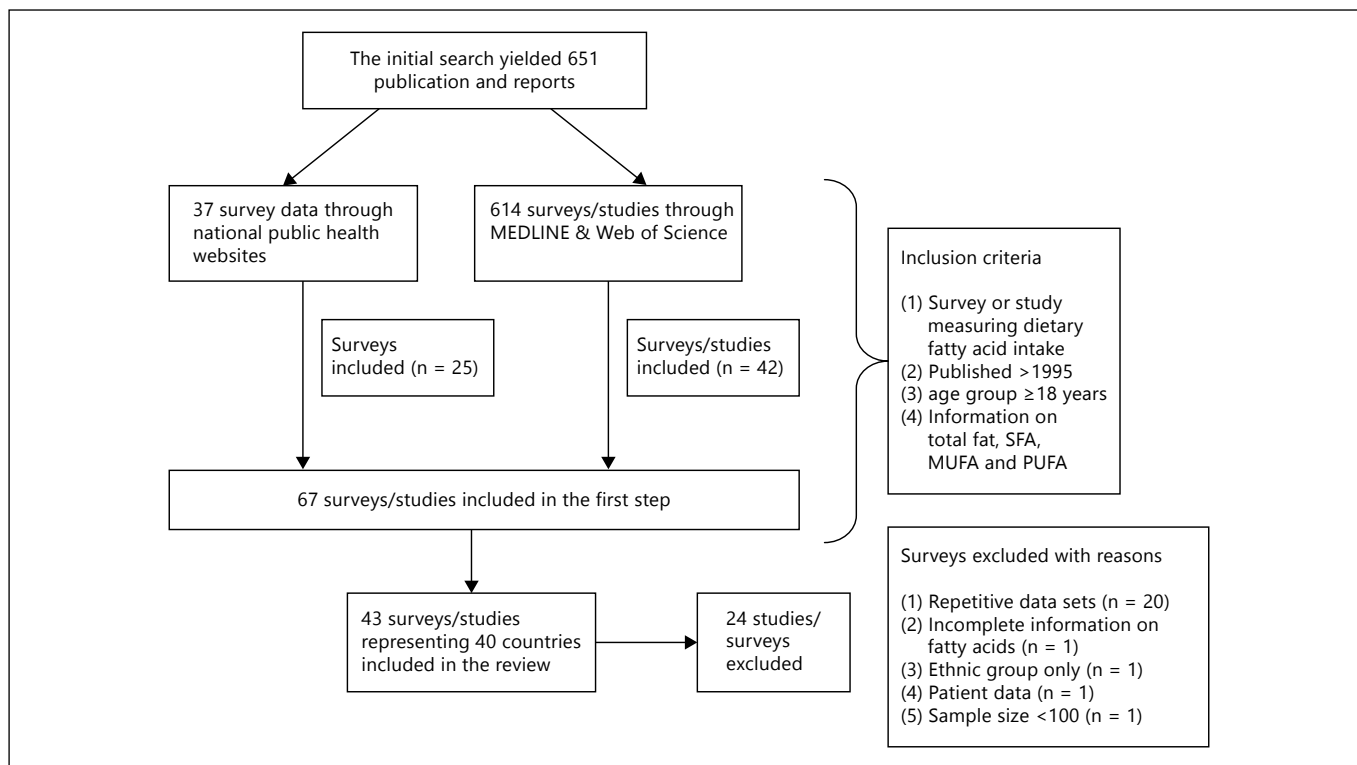 The initial search yielded 651
publication and reports
37 survey data through
national public health
websites
614 surveys/studies through
MEDLINE & Web of Science
Surveys
included (n = 25)
Surveys/studies
included (n = 42)
67 surveys/studies included in the first step
43 surveys/studies
representing 40 countries
included in the review
24 studies/
surveys
excluded
Inclusion criteria
(1) Survey or study
measuring dietary
fatty acid intake
(2) Published >1995
(3) age group ≥18 years
(4) Information on
total fat, SFA,
MUFA and PUFA
Surveys excluded with reasons
(1) Repetitive data sets (n = 20)
(2) Incomplete information on
fatty acids (n = 1)
(3) Ethnic group only (n = 1)
(4) Patient data (n = 1)
(5) Sample size <100 (n = 1)